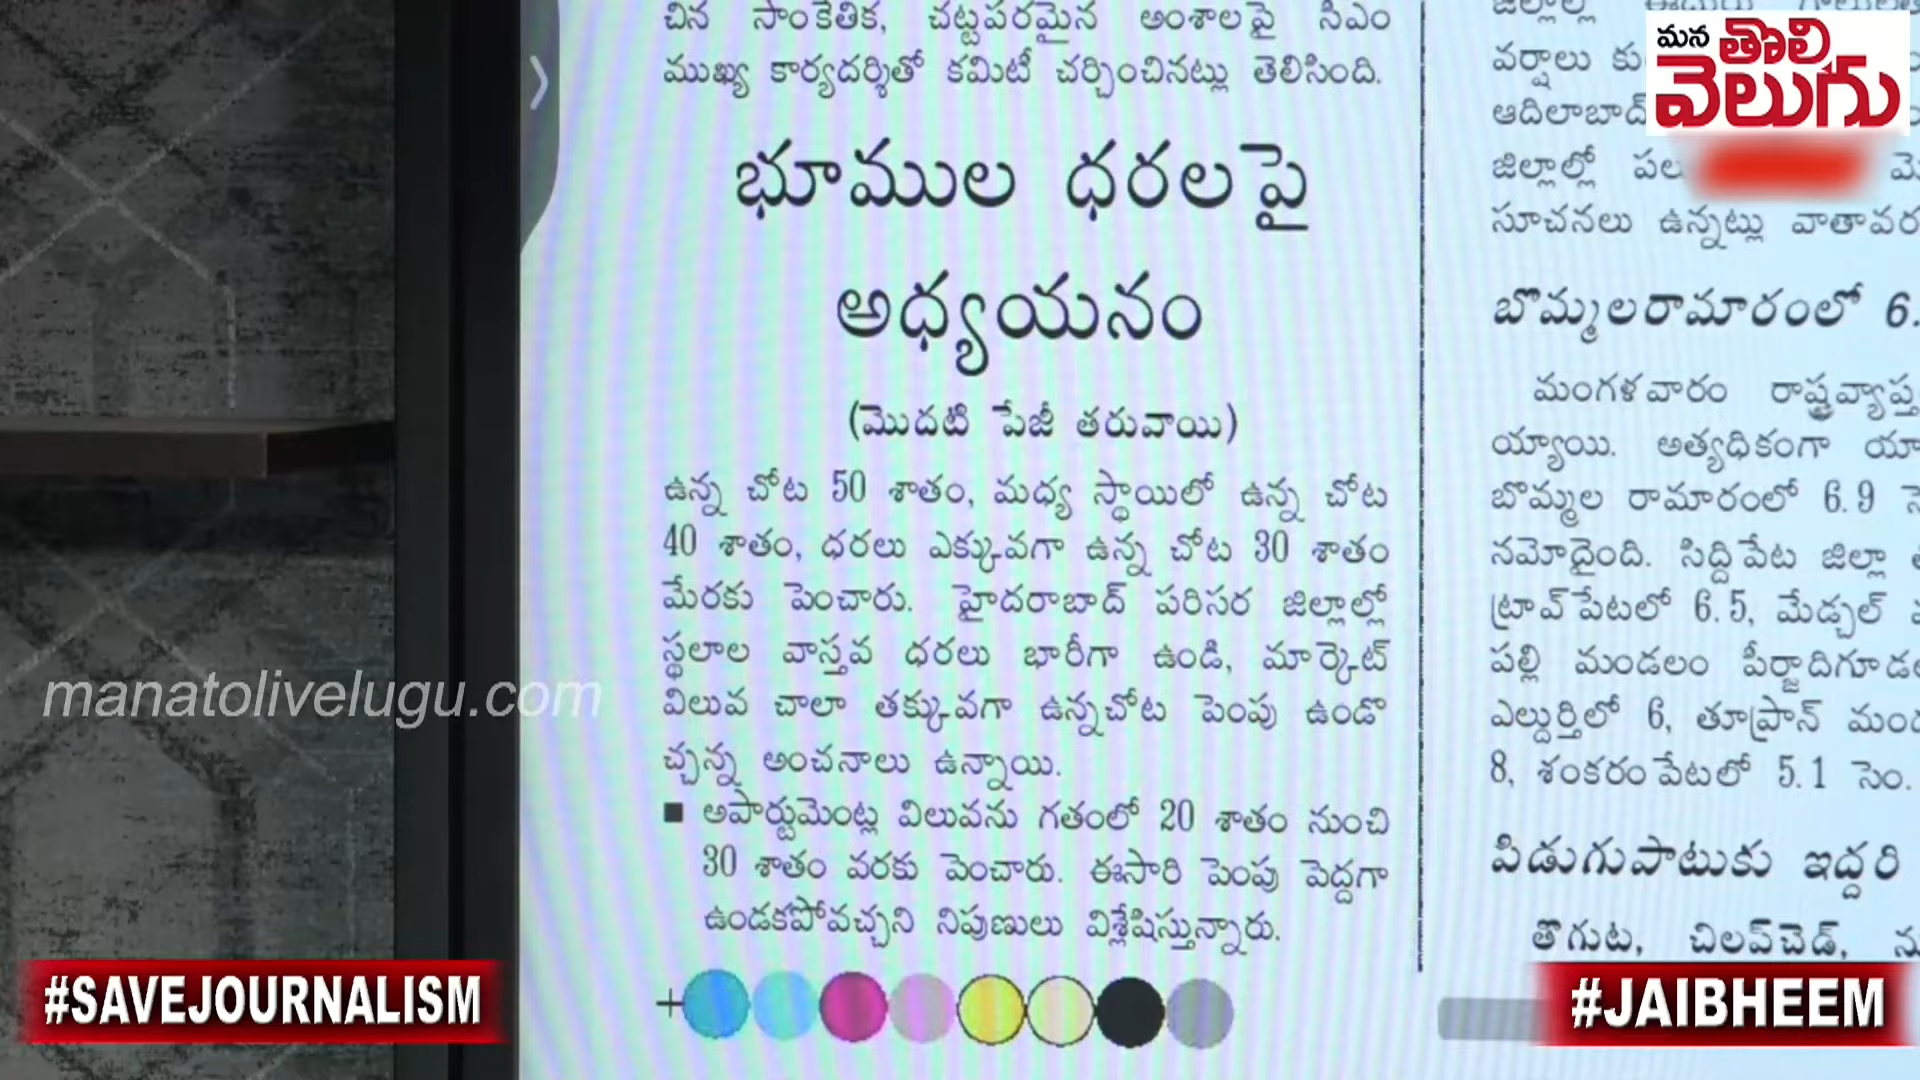 చిన సాంకేతిక, చట్టపరమైన అంశాలపై సీఎం
ముఖ్య కార్యదర్శితో కమిటీ చర్చించినట్లు తెలిసింది.
భూముల ధరలపై
అధ్యయనం
(మొదటి పేజీ తరువాయి)
ఉన్న చోట 50 శాతం, మధ్య స్థాయిలో ఉన్న చోట
40 శాతం, ధరలు ఎక్కువగా ఉన్న చోట 30 శాతం
మేరకు పెంచారు. హైదరాబాద్ పరిసర జిల్లాల్లో
స్థలాల వాస్తవ ధరలు భారీగా ఉండి, మార్కెట్
విలువ చాలా తక్కువగా ఉన్నచోట పెంపు ఉండొ
చ్చన్న అంచనాలు ఉన్నాయి.
■ అపార్టుమెంట్ల విలువను గతంలో 20 శాతం నుంచి
30 శాతం వరకు పెంచారు. ఈసారి పెంపు పెద్దగా
ఉండకపోవచ్చని నిపుణులు విశ్లేషిస్తున్నారు.
వర్షాలు
ఆదిలాబాద్
జిల్లాల్లో
సూచనలు ఉన్నట్లు
బొమ్మలరామారంలో 6.
మంగళవారం రాష్ట్రవ్యాప్త
య్యాయి. అత్యధికంగా
బొమ్మల రామారంలో 6.9
నమోదైంది. సిద్దిపేట జిల్లా
ట్రావ్‌పేటలో 6.5, మేడ్చల్
పల్లి మండలం
ఎల్దుర్తిలో 6, తూప్రాన్
8, శంకరంపేటలో 5.1 సెం.
పిడుగుపాటుకు ఇద్దరి
తొగుట, చిలప్‌చెడ్,
మన తొలి వెలుగు
manatolivelugu.com
#SAVEJOURNALISM
#JAIBHEEM